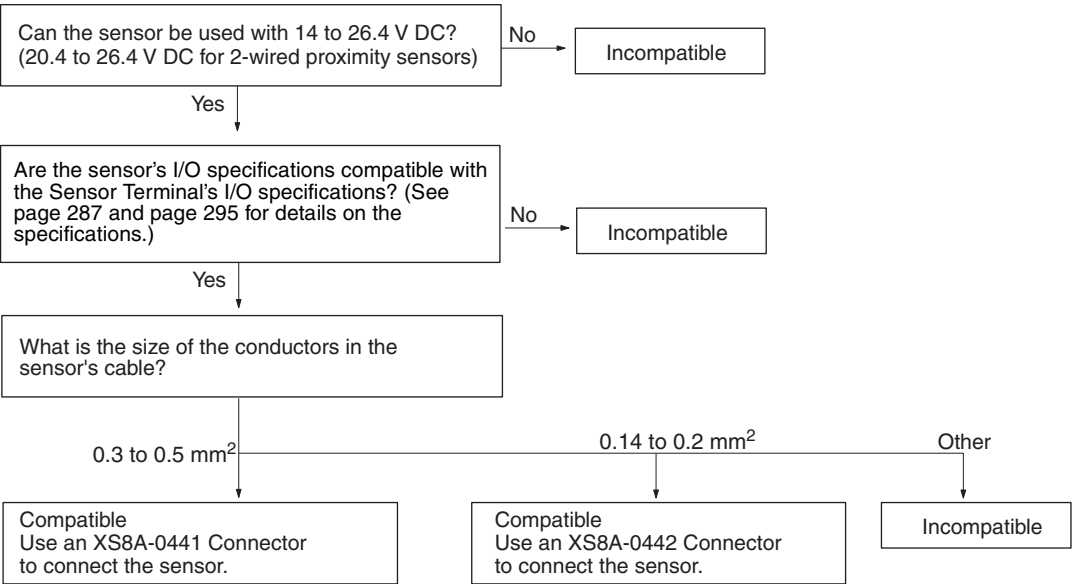 Can the sensor be used with 14 to 26.4 V DC?
(20.4 to 26.4 V DC for 2-wired proximity sensors)
No
Incompatible
Yes
Are the sensor's I/O specifications compatible with
the Sensor Terminal's I/O specifications? (See
page 287 and page 295 for details on the
specifications.)
No
Incompatible
Yes
What is the size of the conductors in the
sensor's cable?
0.3 to 0.5 mm²
0.14 to 0.2 mm²
Other
Compatible
Use an XS8A-0441 Connector
to connect the sensor.
Compatible
Use an XS8A-0442 Connector
to connect the sensor.
Incompatible